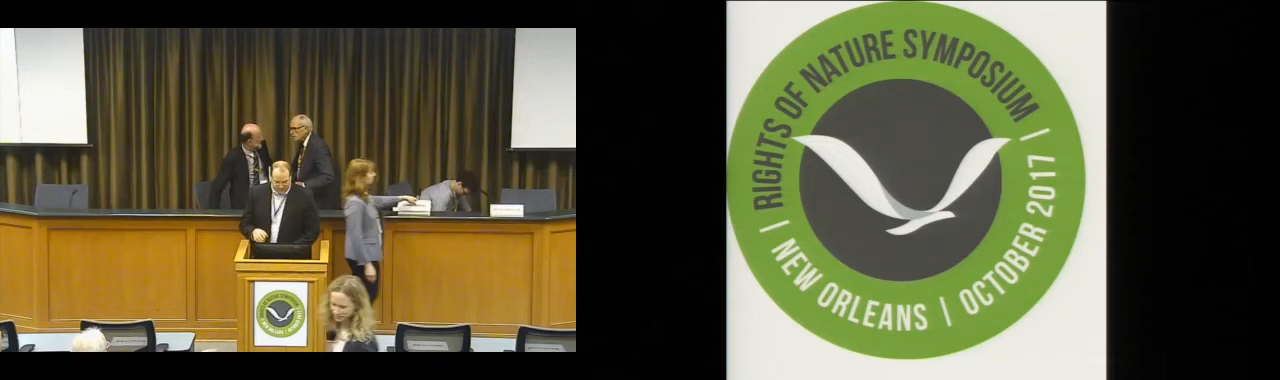 RIGHTS OF NATURE SYMPOSIUM
| NEW ORLEANS | OCTOBER 2017 |